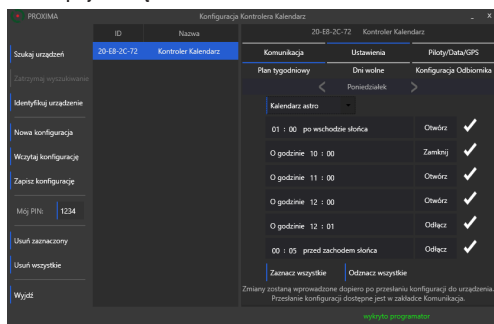 PROXIMA
Konfiguracja Kontrolera Kalendarz
_ X
ID Nazwa
20-E8-2C-72 Kontroler Kalendarz
20-E8-2C-72 Kontroler Kalendarz
Szukaj urządzeń
Zatrzymaj wyszukiwanie
Identyfikuj urządzenie
Nowa konfiguracja
Wczytaj konfigurację
Zapisz konfigurację
Mój PIN: 1234
Usuń zaznaczony
Usuń wszystkie
Wyjdź
Komunikacja Ustawienia Piloty/Data/GPS
Plan tygodniowy Dni wolne Konfiguracja Odbiornika
< Poniedziałek >
Kalendarz astro
01 : 00 po wschodzie słońca Otwórz
O godzinie 10 : 00 Zamknij
O godzinie 11 : 00 Otwórz
O godzinie 12 : 00 Otwórz
O godzinie 12 : 01 Odłącz
00 : 05 przed zachodem słońca Odłącz
Zaznacz wszystkie Odznacz wszystkie
Zmiany zostaną wprowadzone dopiero po przesłaniu konfiguracji do urządzenia.
Przesłanie konfiguracji dostępne jest w zakładce Komunikacja.
wykryto programator